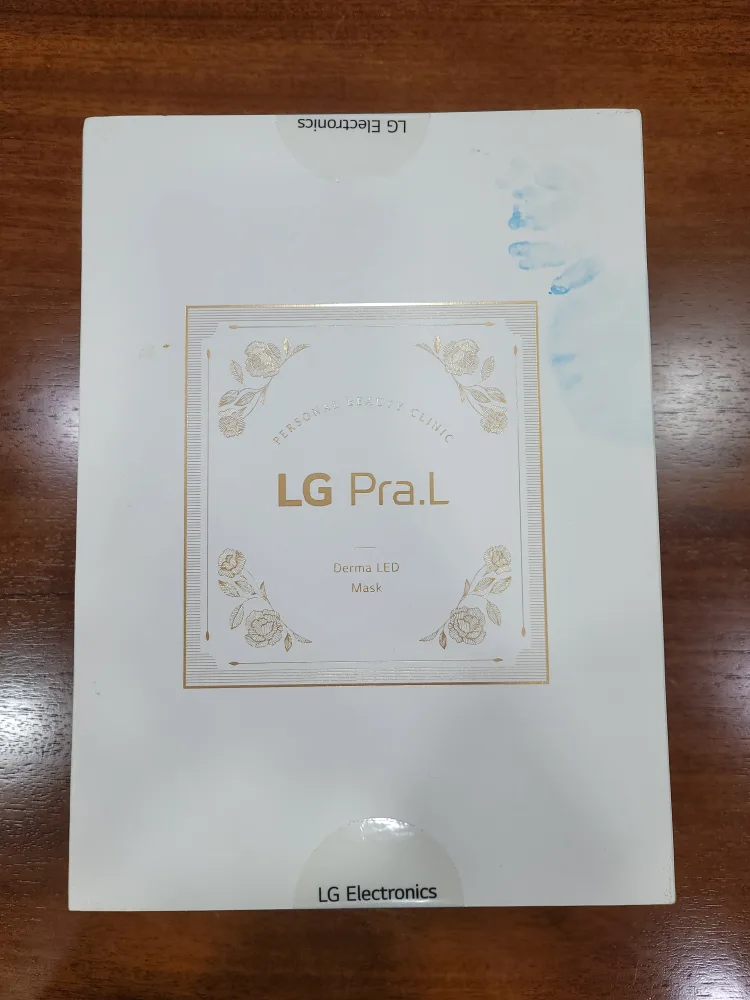 LG Electronics
PERSONAL BEAUTY CLINIC
LG Pra.L
Derma LED
Mask
LG Electronics